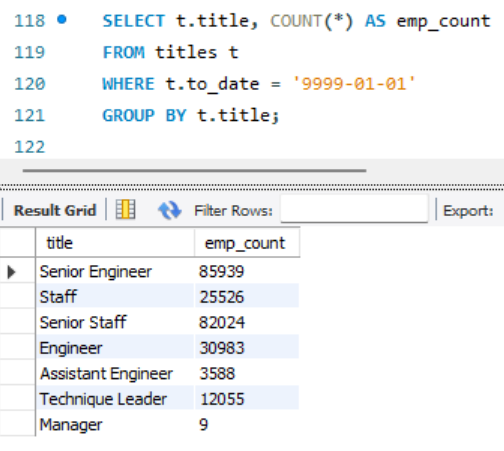 118 SELECT t.title, COUNT(*) AS emp_count
119 FROM titles t
120 WHERE t.to_date = '9999-01-01'
121 GROUP BY t.title;
122
Result Grid Filter Rows: Export:
title emp_count
Senior Engineer 85939
Staff 25526
Senior Staff 82024
Engineer 30983
Assistant Engineer 3588
Technique Leader 12055
Manager 9